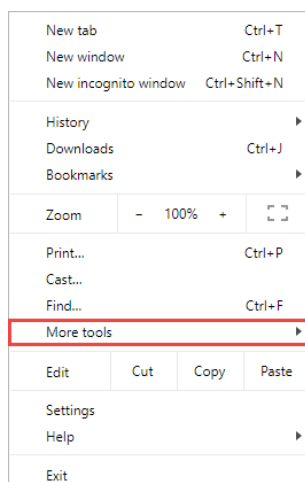 New tab Ctrl+T
New window Ctrl+N
New incognito window Ctrl+Shift+N
History
Downloads Ctrl+J
Bookmarks
Zoom - 100% +
Print... Ctrl+P
Cast...
Find... Ctrl+F
More tools
Edit Cut Copy Paste
Settings
Help
Exit